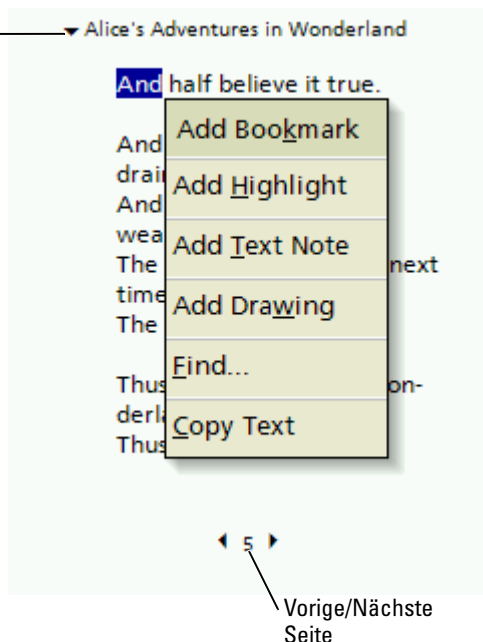 Alice's Adventures in Wonderland
And half believe it true.
Add Bookmark
And
drai
Add Highlight
And
wea
Add Text Note
The next
time
Add Drawing
The
Find...
Thus on-
derla
Copy Text
Thus
5
Vorige/Nächste
Seite